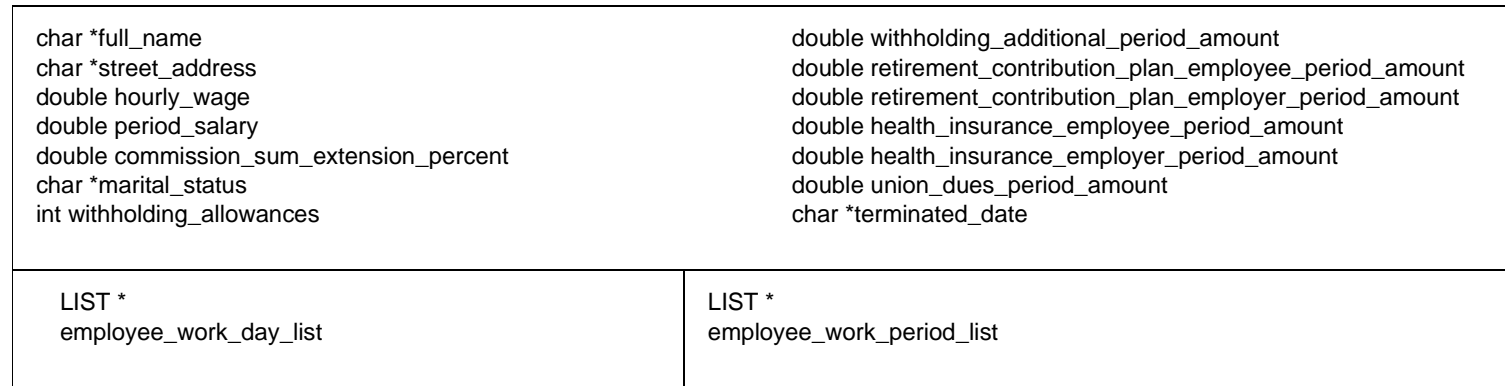 char *full_name
char *street_address
double hourly_wage
double period_salary
double commission_sum_extension_percent
char *marital_status
int withholding_allowances
double withholding_additional_period_amount
double retirement_contribution_plan_employee_period_amount
double retirement_contribution_plan_employer_period_amount
double health_insurance_employee_period_amount
double health_insurance_employer_period_amount
double union_dues_period_amount
char *terminated_date
LIST *
employee_work_day_list
LIST *
employee_work_period_list